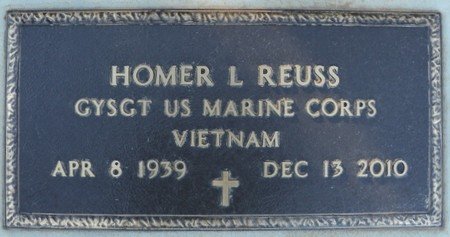 HOMER L REUSS
GYSGT US MARINE CORPS
VIETNAM
APR 8 1939 DEC 13 2010